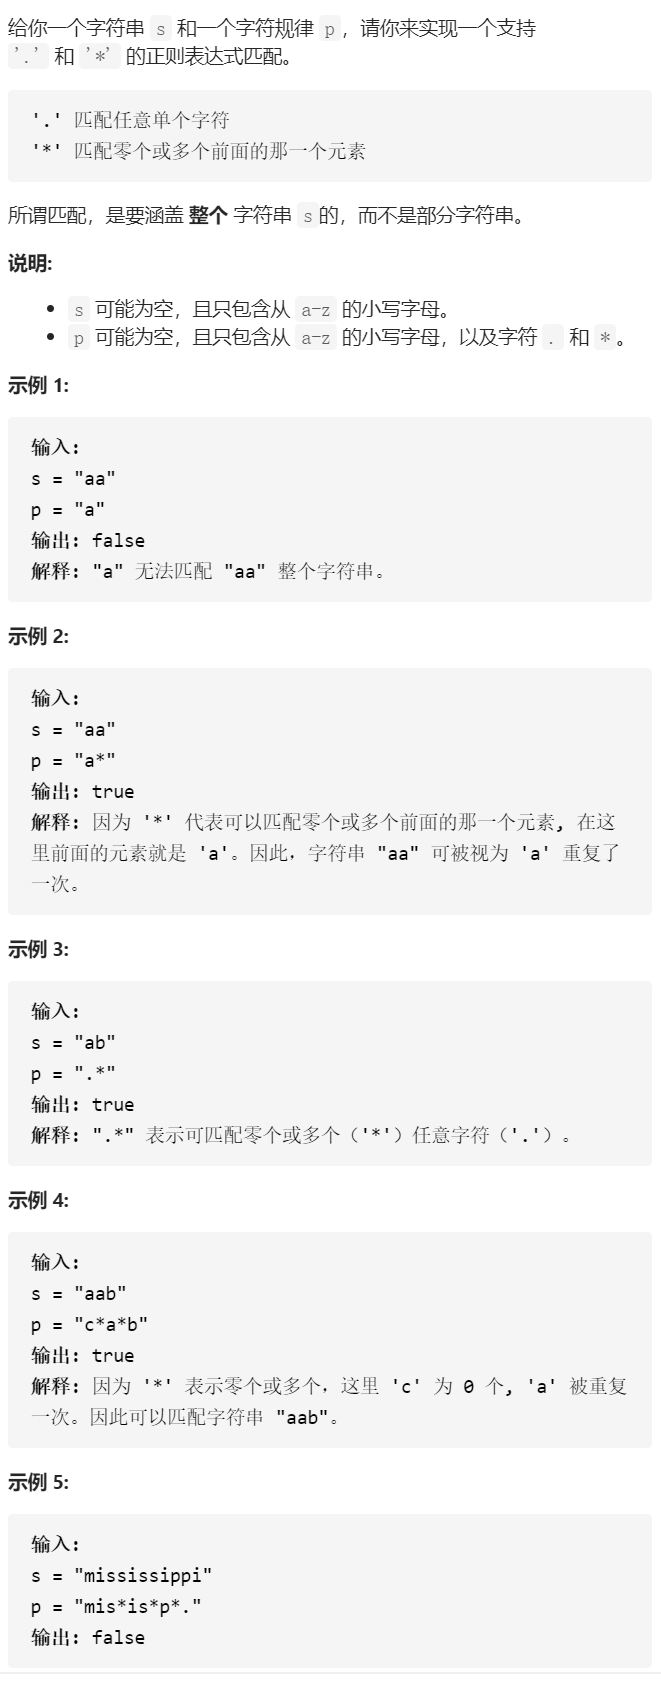 给你一个字符串 s 和一个字符规律 p，请你来实现一个支持
'.' 和 '*' 的正则表达式匹配。
'.' 匹配任意单个字符
'*' 匹配零个或多个前面的那一个元素
所谓匹配，是要涵盖 整个 字符串 s的，而不是部分字符串。
说明:
• s 可能为空，且只包含从 a-z 的小写字母。
• p 可能为空，且只包含从 a-z 的小写字母，以及字符 . 和 *。
示例 1:
输入:
s = "aa"
p = "a"
输出: false
解释: "a" 无法匹配 "aa" 整个字符串。
示例 2:
输入:
s = "aa"
p = "a*"
输出: true
解释: 因为 '*' 代表可以匹配零个或多个前面的那一个元素, 在这
里前面的元素就是 'a'。因此，字符串 "aa" 可被视为 'a' 重复了
一次。
示例 3:
输入:
s = "ab"
p = ".*"
输出: true
解释: ".*" 表示可匹配零个或多个（'*'）任意字符（'.'）。
示例 4:
输入:
s = "aab"
p = "c*a*b"
输出: true
解释: 因为 '*' 表示零个或多个，这里 'c' 为 0 个, 'a' 被重复
一次。因此可以匹配字符串 "aab"。
示例 5:
输入:
s = "mississippi"
p = "mis*is*p*."
输出: false